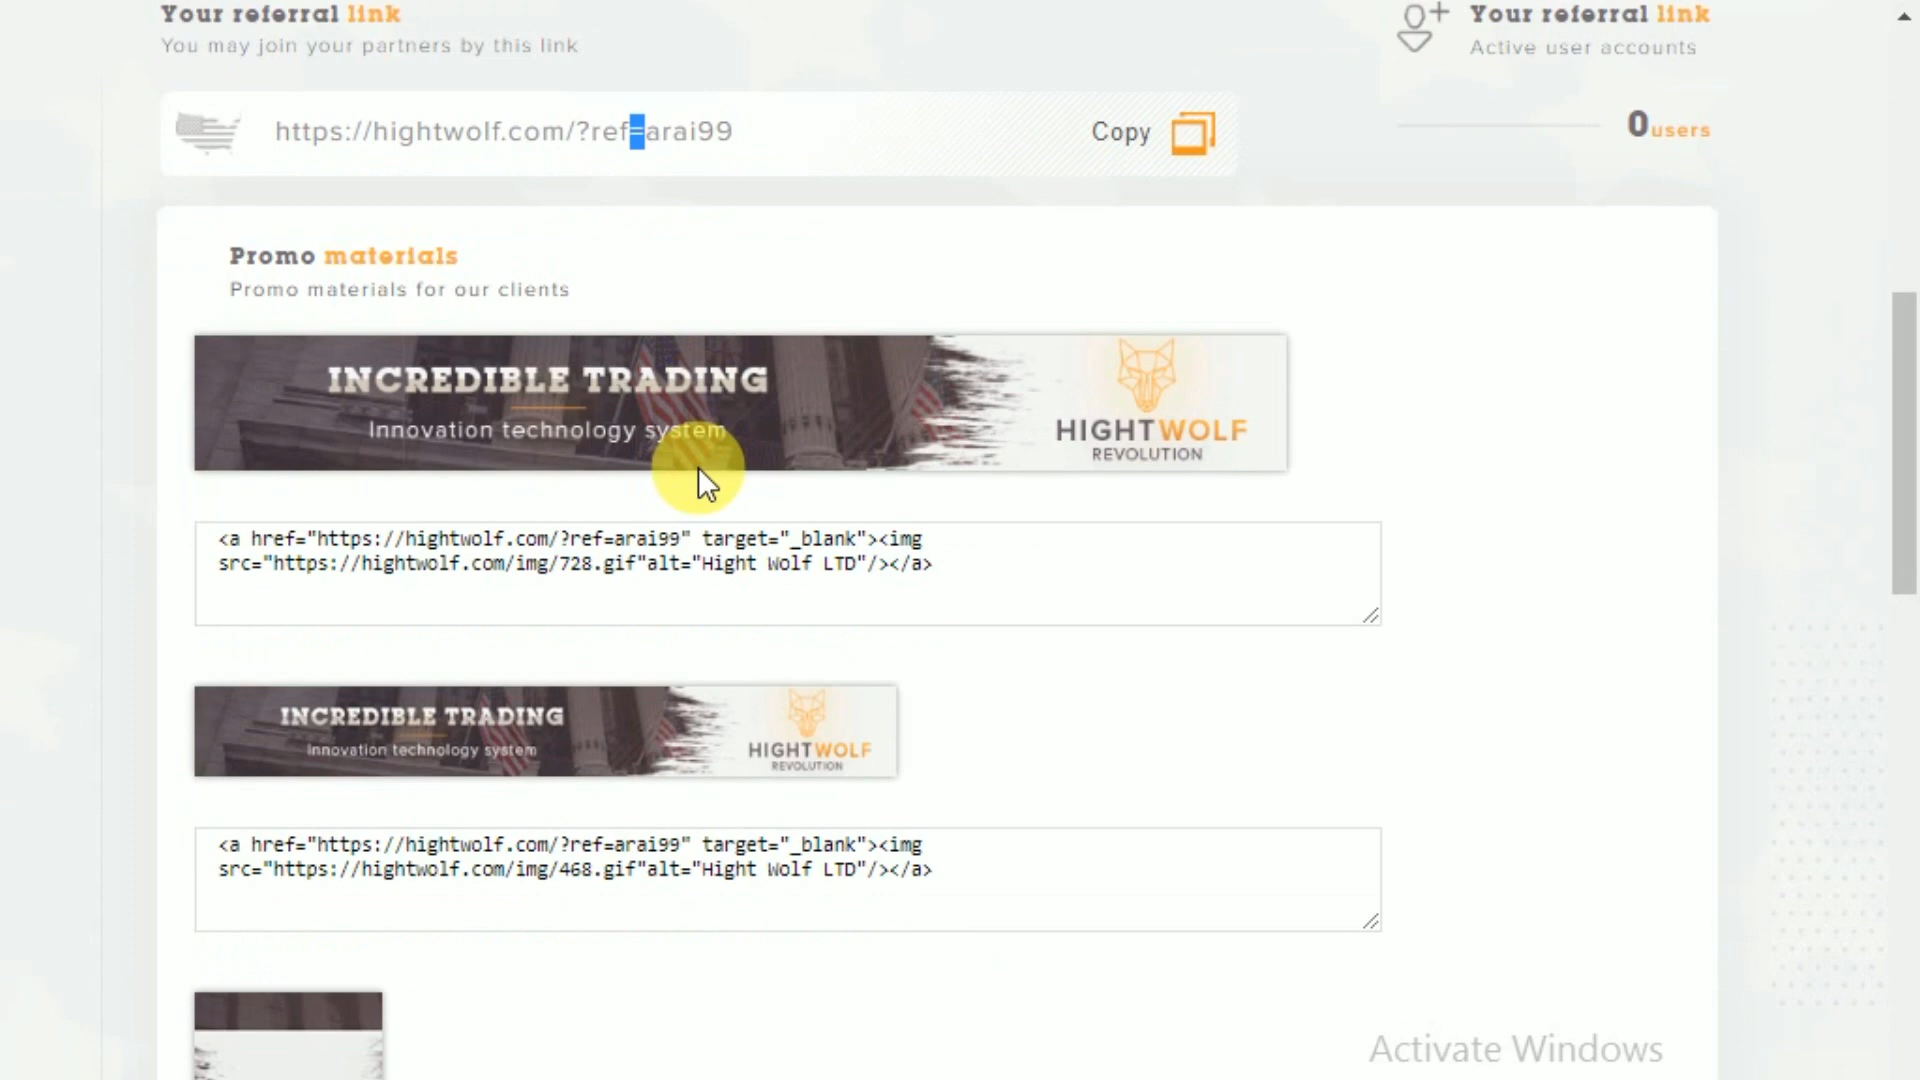 Your referral link
You may join your partners by this link
Your referral link
Active user accounts
https://hightwolf.com/?ref=arai99
Copy
0users
Promo materials
Promo materials for our clients
INCREDIBLE TRADING
Innovation technology system
HIGHTWOLF
REVOLUTION
<a href="https://hightwolf.com/?ref=arai99" target="_blank"><img
src="https://hightwolf.com/img/728.gif"alt="Hight Wolf LTD"/></a>
INCREDIBLE TRADING
Innovation technology system
HIGHTWOLF
REVOLUTION
<a href="https://hightwolf.com/?ref=arai99" target="_blank"><img
src="https://hightwolf.com/img/468.gif"alt="Hight Wolf LTD"/></a>
Activate Windows